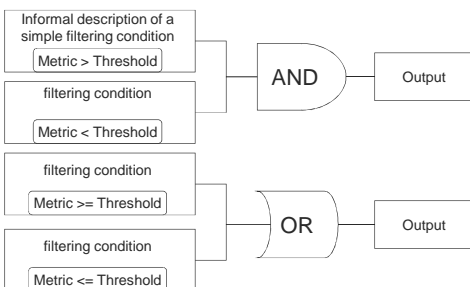 Informal description of a
simple filtering condition
Metric > Threshold
filtering condition
Metric < Threshold
AND
Output
filtering condition
Metric >= Threshold
filtering condition
Metric <= Threshold
OR
Output